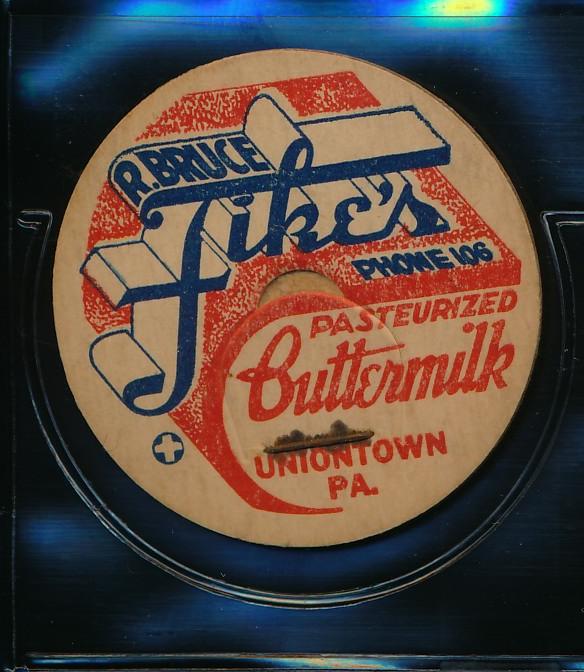 R. BRUCE
Fike's
PHONE 106
PASTEURIZED
Buttermilk
UNIONTOWN
PA.